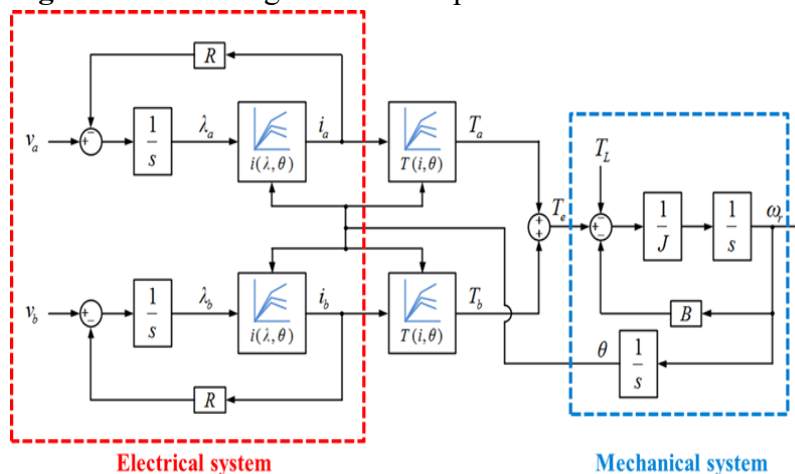 R
v_a
+
−
1
s
λ_a
i(λ,θ)
i_a
T(i,θ)
T_a
T_L
T_e
+
+
−
+
−
1
J
1
s
ω_r
B
θ
1
s
v_b
+
−
1
s
λ_b
i(λ,θ)
i_b
T(i,θ)
T_b
R
Electrical system
Mechanical system